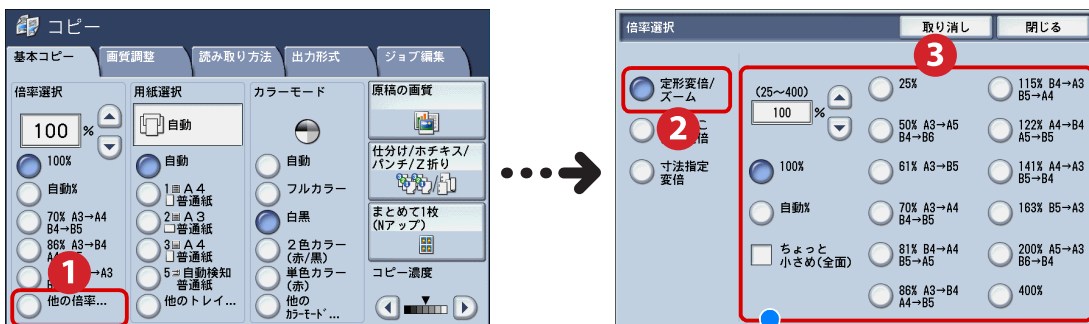 コピー
基本コピー
画質調整
読み取り方法
出力形式
ジョブ編集
倍率選択
100 %
100%
自動%
70% A3→A4
B4→B5
86% A3→B4
→A3
他の倍率...
1
用紙選択
自動
自動
1 A4
普通紙
2 A3
普通紙
3 A4
普通紙
5 自動検知
普通紙
他のトレイ...
カラーモード
自動
フルカラー
白黒
2色カラー
(赤/黒)
単色カラー
(赤)
他の
カラーモード...
原稿の画質
仕分け/ホチキス/
パンチ/Z折り
まとめて1枚
(Nアップ)
コピー濃度
倍率選択
取り消し
閉じる
3
定形変倍/
ズーム
2
倍
寸法指定
変倍
(25~400)
100 %
100%
自動%
ちょっと
小さめ(全面)
25%
50% A3→A5
B4→B6
61% A3→B5
70% A3→A4
B4→B5
81% B4→A4
B5→A5
86% A3→B4
A4→B5
115% B4→A3
B5→A4
122% A4→B4
A5→B5
141% A4→A3
B5→B4
163% B5→A3
200% A5→A3
B6→B4
400%